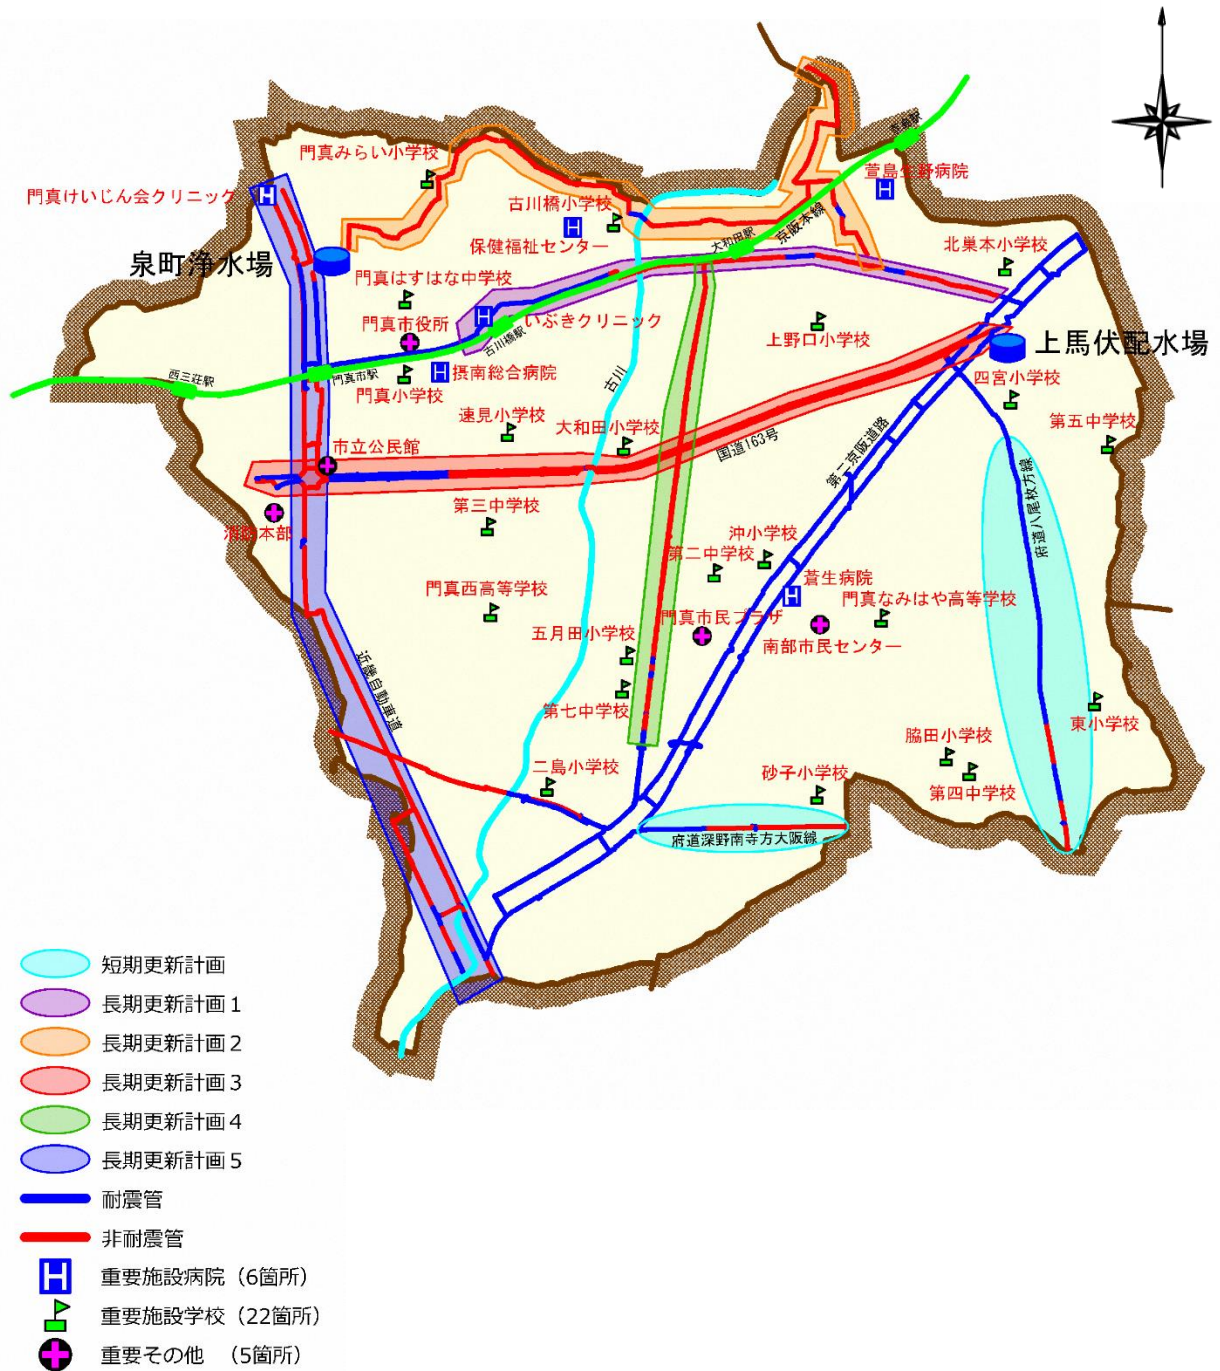 萱島駅
門真みらい小学校
萱島生野病院
門真けいじん会クリニック
古川橋小学校
京阪本線
大和田駅
保健福祉センター
北巣本小学校
泉町浄水場
門真はすはな中学校
門真市役所
いぶきクリニック
古川橋駅
上野口小学校
上馬伏配水場
西三荘駅
門真市駅
摂南総合病院
古川
四宮小学校
門真小学校
速見小学校
大和田小学校
国道163号
第五中学校
市立公民館
第二京阪道路
第三中学校
消防本部
沖小学校
第二中学校
府道八尾枚方線
蒼生病院
門真西高等学校
門真なみはや高等学校
門真市民プラザ
五月田小学校
南部市民センター
近畿自動車道
第七中学校
東小学校
脇田小学校
二島小学校
砂子小学校
第四中学校
府道深野南寺方大阪線
短期更新計画
長期更新計画１
長期更新計画２
長期更新計画３
長期更新計画４
長期更新計画５
耐震管
非耐震管
重要施設病院（6箇所）
重要施設学校（22箇所）
重要その他 （5箇所）